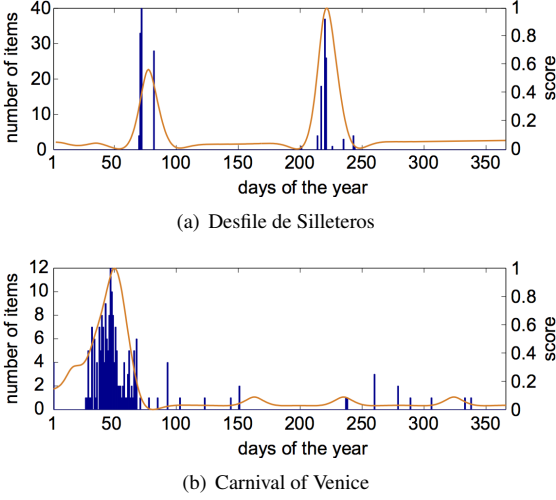 40
30
20
10
0
number of items
1
0.8
0.6
0.4
0.2
0
score
1 50 100 150 200 250 300 350
days of the year
(a) Desfile de Silleteros
12
10
8
6
4
2
0
number of items
1
0.8
0.6
0.4
0.2
0
score
1 50 100 150 200 250 300 350
days of the year
(b) Carnival of Venice